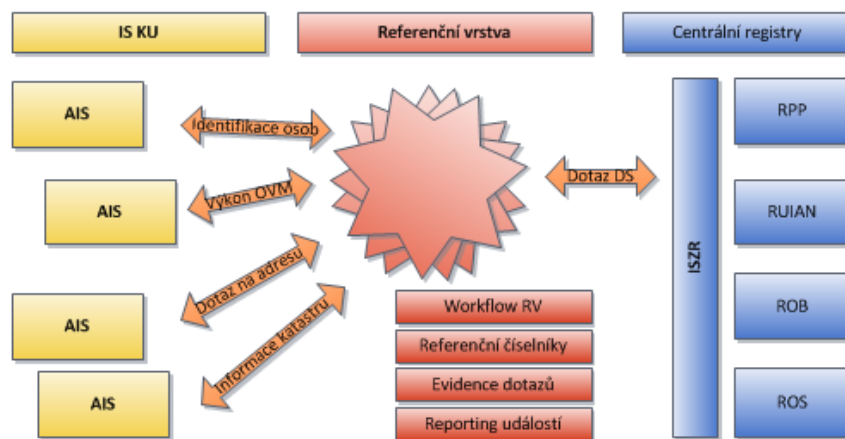 IS KU
Referenční vrstva
Centrální registry
AIS
Identifikace osob
RPP
Výkon OVM
Dotaz DS
AIS
RUIAN
ISZR
Dotaz na adresu
AIS
Informace katastru
Workflow RV
ROB
Referenční číselníky
AIS
Evidence dotazů
ROS
Reporting událostí